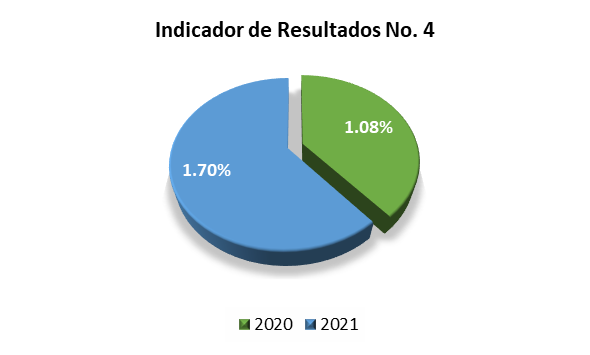 Indicador de Resultados No. 4
1.08%
1.70%
2020 2021